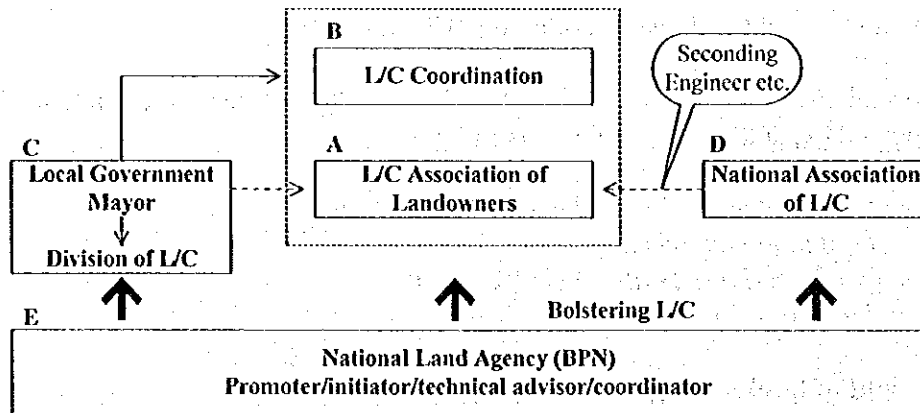 B
L/C Coordination
Seconding
Engineer etc.
C
Local Government
Mayor
Division of L/C
A
L/C Association of
Landowners
D
National Association
of L/C
Bolstering L/C
E
National Land Agency (BPN)
Promoter/initiator/technical advisor/coordinator